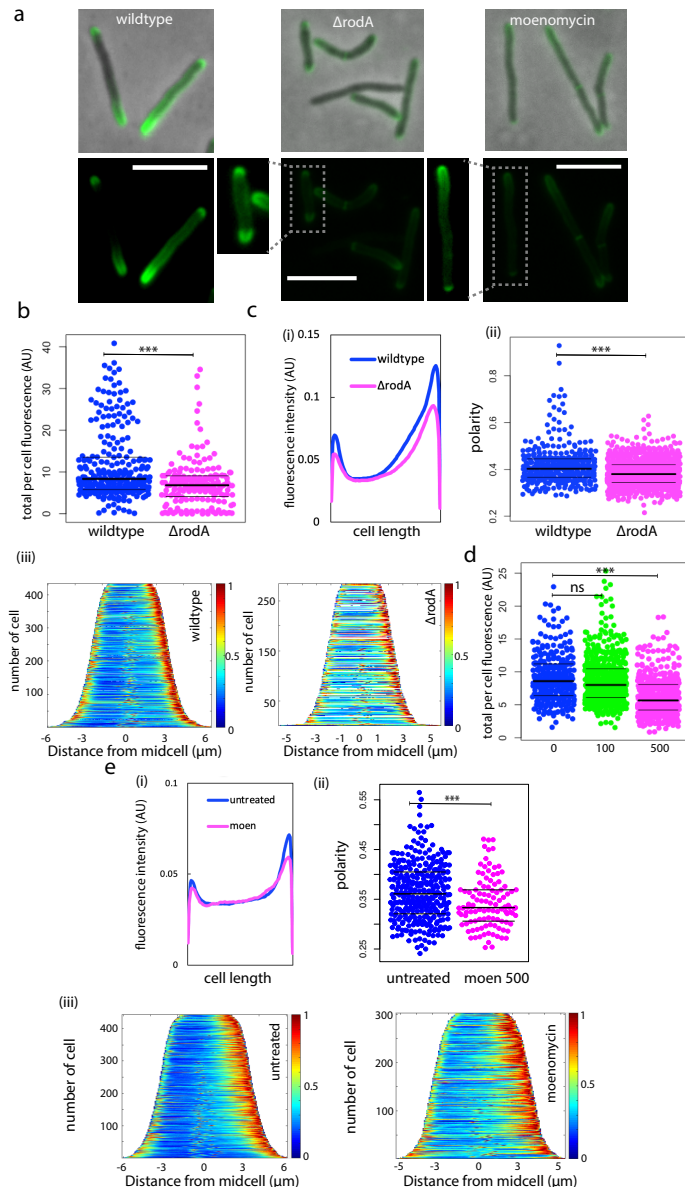 a
wildtype
ΔrodA
moenomycin
b
total per cell fluorescence (AU)
40
30
20
10
0
***
wildtype
ΔrodA
c
(i)
fluorescence intensity (AU)
0.15
0.1
0.05
0
wildtype
ΔrodA
cell length
(ii)
polarity
0.8
0.6
0.4
0.2
***
wildtype
ΔrodA
(iii)
number of cell
400
300
200
100
-6
-3
0
3
6
Distance from midcell (µm)
1
0.5
0
wildtype
number of cell
250
150
50
-5
-3
-1
0
1
3
5
Distance from midcell (µm)
1
0.5
0
ΔrodA
d
total per cell fluorescence (AU)
25
20
15
10
5
0
***
ns
0
100
500
e
(i)
fluorescence intensity (AU)
0.1
0.05
0
untreated
moen
cell length
(ii)
polarity
0.55
0.45
0.35
0.25
***
untreated
moen 500
(iii)
number of cell
400
300
200
100
-6
-3
0
3
6
Distance from midcell (µm)
1
0.5
0
untreated
number of cell
300
200
100
-5
-3
0
3
5
Distance from midcell (µm)
1
0.5
0
moenomycin